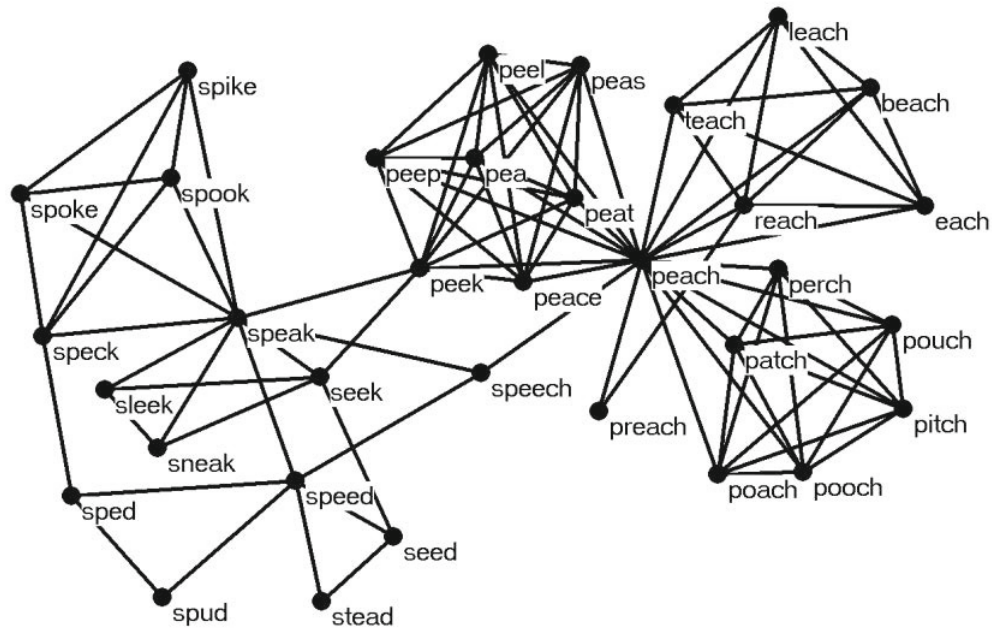 leach
spike
peel
peas
beach
teach
peep
pea
spook
spoke
peat
reach
each
peek
peach
perch
peace
speak
pouch
speck
patch
seek
speech
sleek
pitch
preach
sneak
poach
pooch
speed
sped
seed
spud
stead